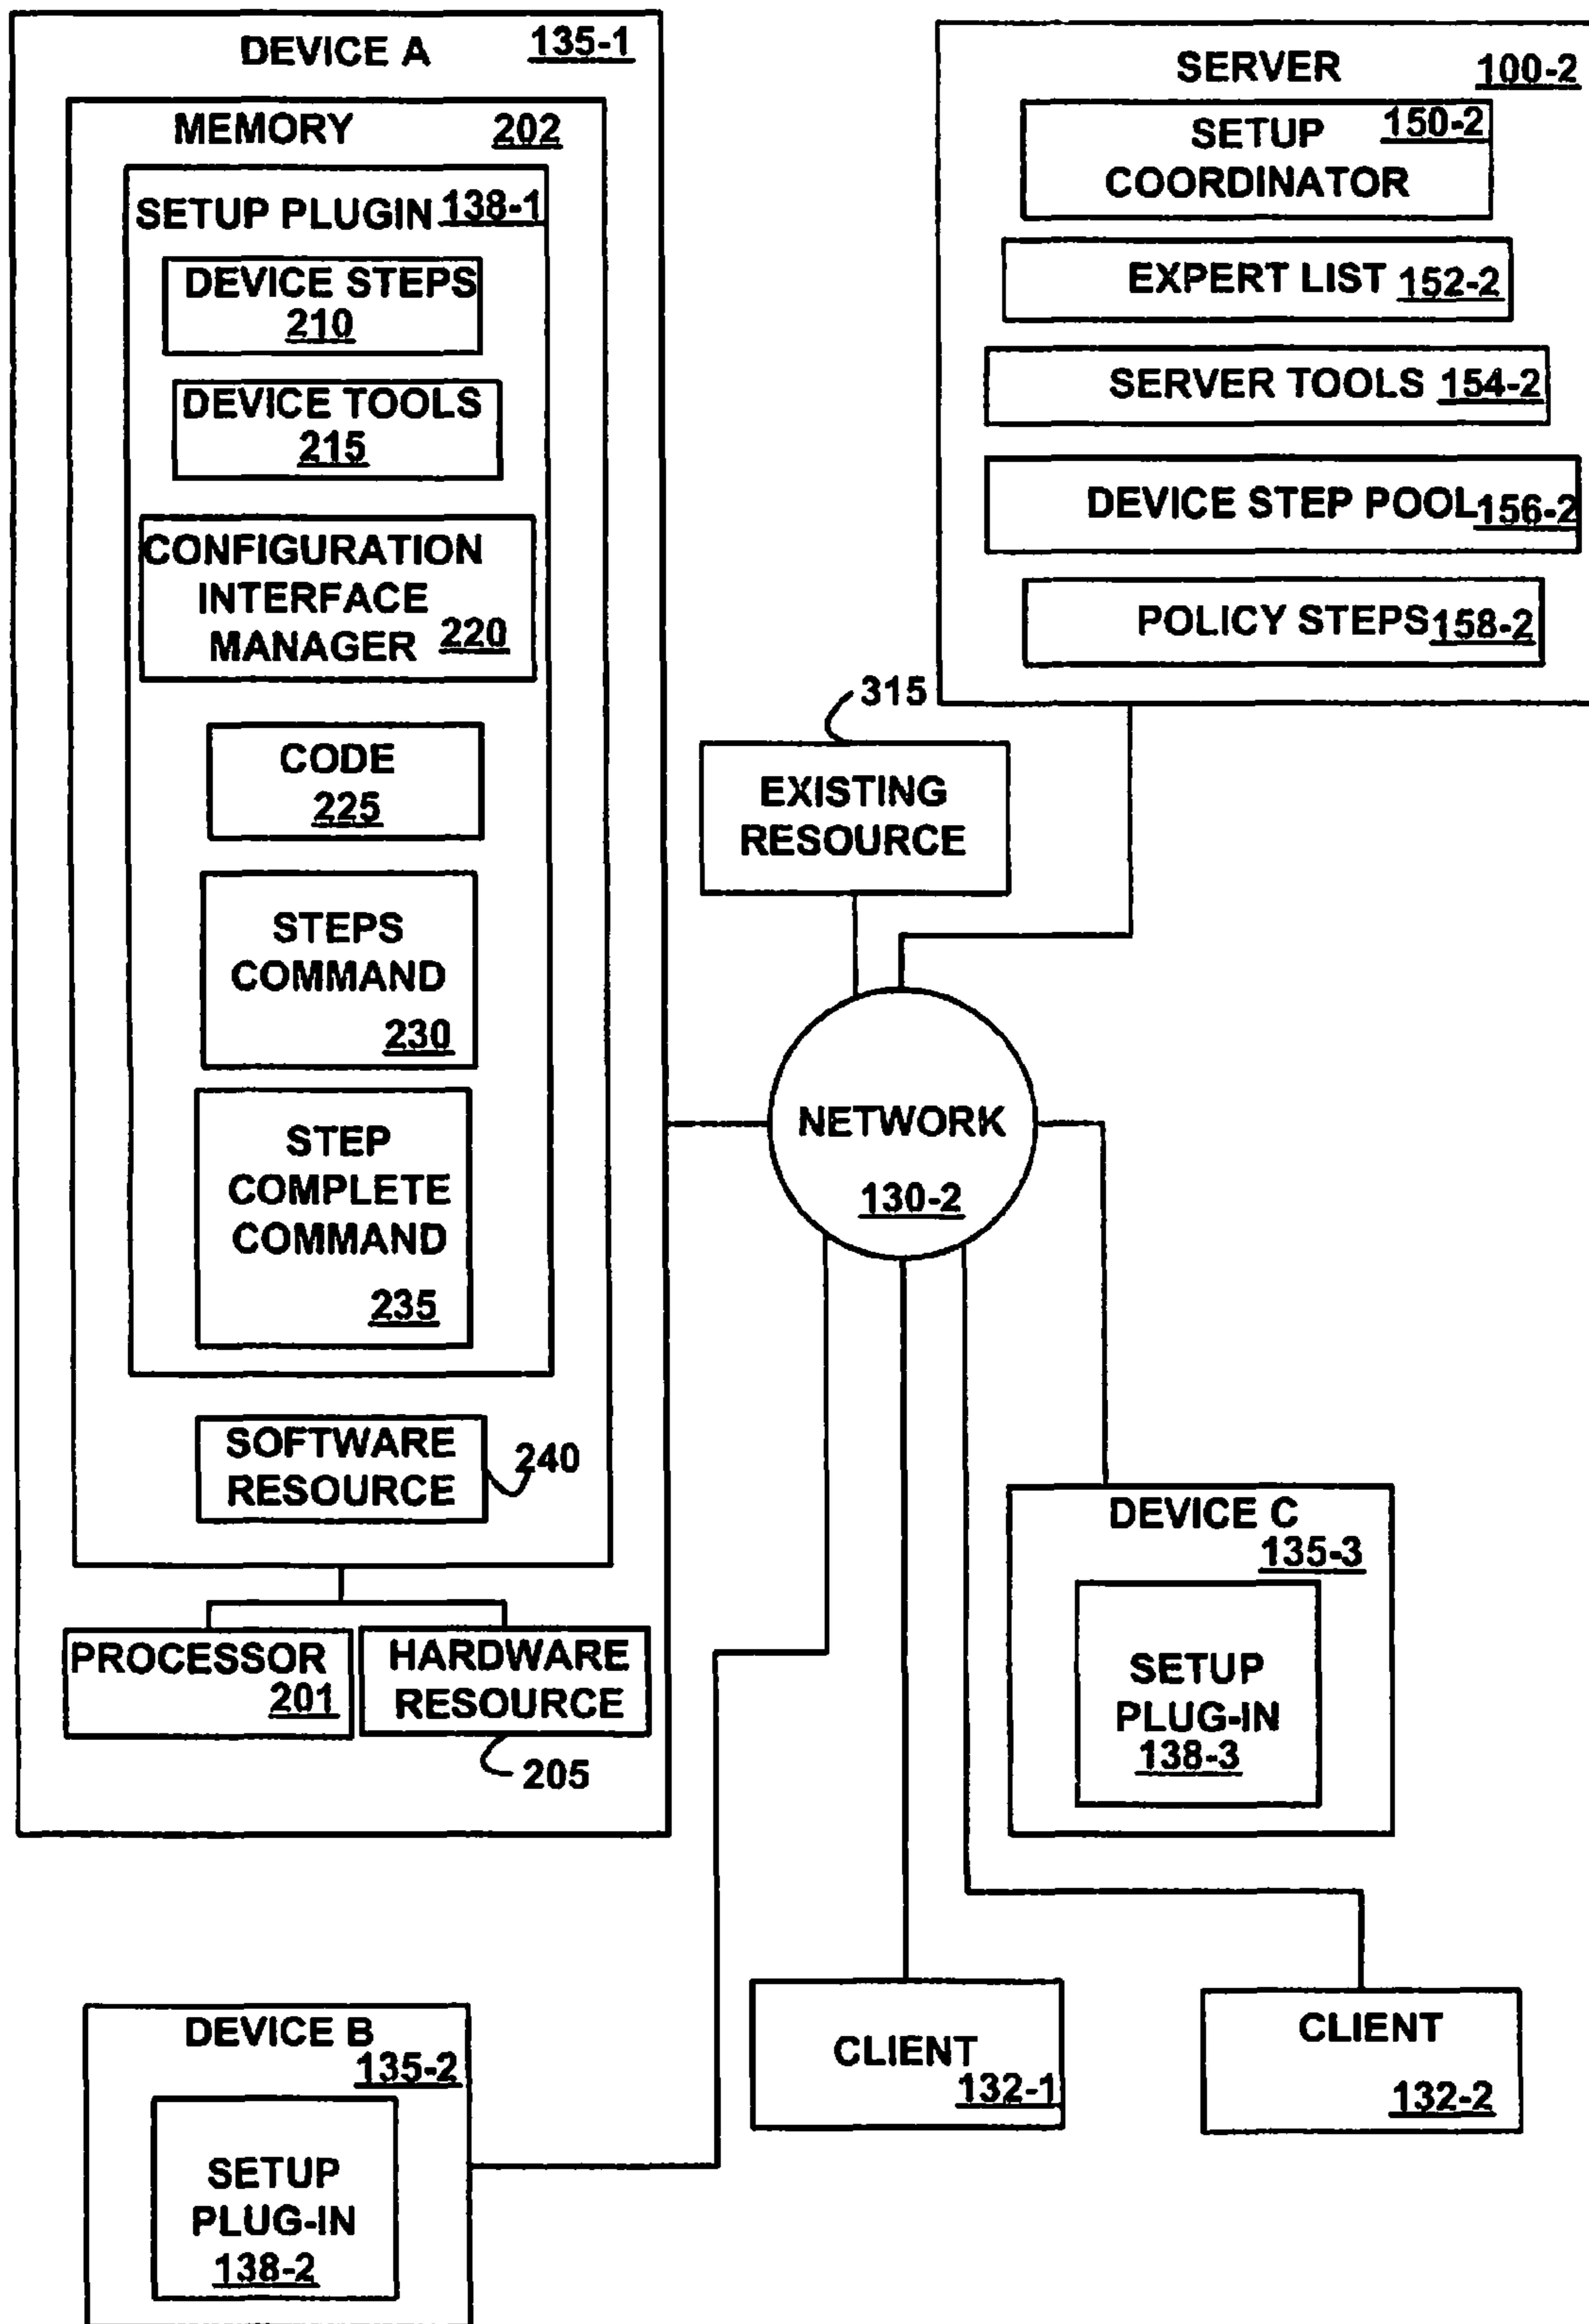 DEVICE A 135-1
MEMORY 202
SETUP PLUGIN 138-1
DEVICE STEPS
210
DEVICE TOOLS
215
CONFIGURATION
INTERFACE
MANAGER 220
CODE
225
STEPS
COMMAND
230
STEP
COMPLETE
COMMAND
235
SOFTWARE
RESOURCE
240
PROCESSOR
201
HARDWARE
RESOURCE
205
SERVER 100-2
SETUP
COORDINATOR
150-2
EXPERT LIST 152-2
SERVER TOOLS 154-2
DEVICE STEP POOL 156-2
POLICY STEPS 158-2
315
EXISTING
RESOURCE
NETWORK
130-2
DEVICE C
135-3
SETUP
PLUG-IN
138-3
DEVICE B
135-2
SETUP
PLUG-IN
138-2
CLIENT
132-1
CLIENT
132-2